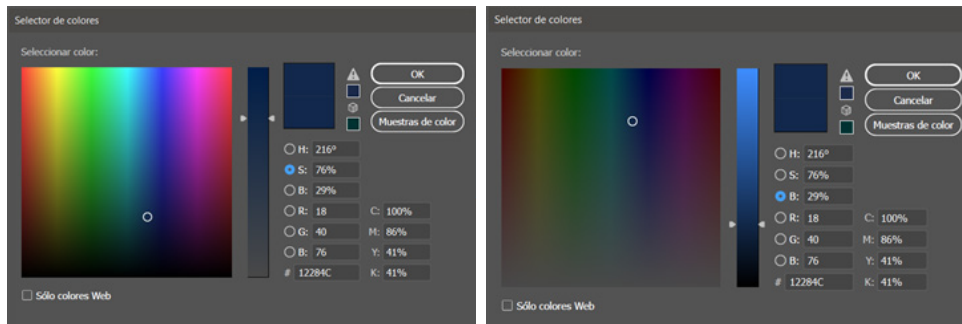 Selector de colores
Seleccionar color:
OK
Cancelar
Muestras de color
H: 216º
S: 76%
B: 29%
R: 18 C: 100%
G: 40 M: 86%
B: 76 Y: 41%
# 12284C K: 41%
Sólo colores Web
Selector de colores
Seleccionar color:
OK
Cancelar
Muestras de color
H: 216º
S: 76%
B: 29%
R: 18 C: 100%
G: 40 M: 86%
B: 76 Y: 41%
# 12284C K: 41%
Sólo colores Web